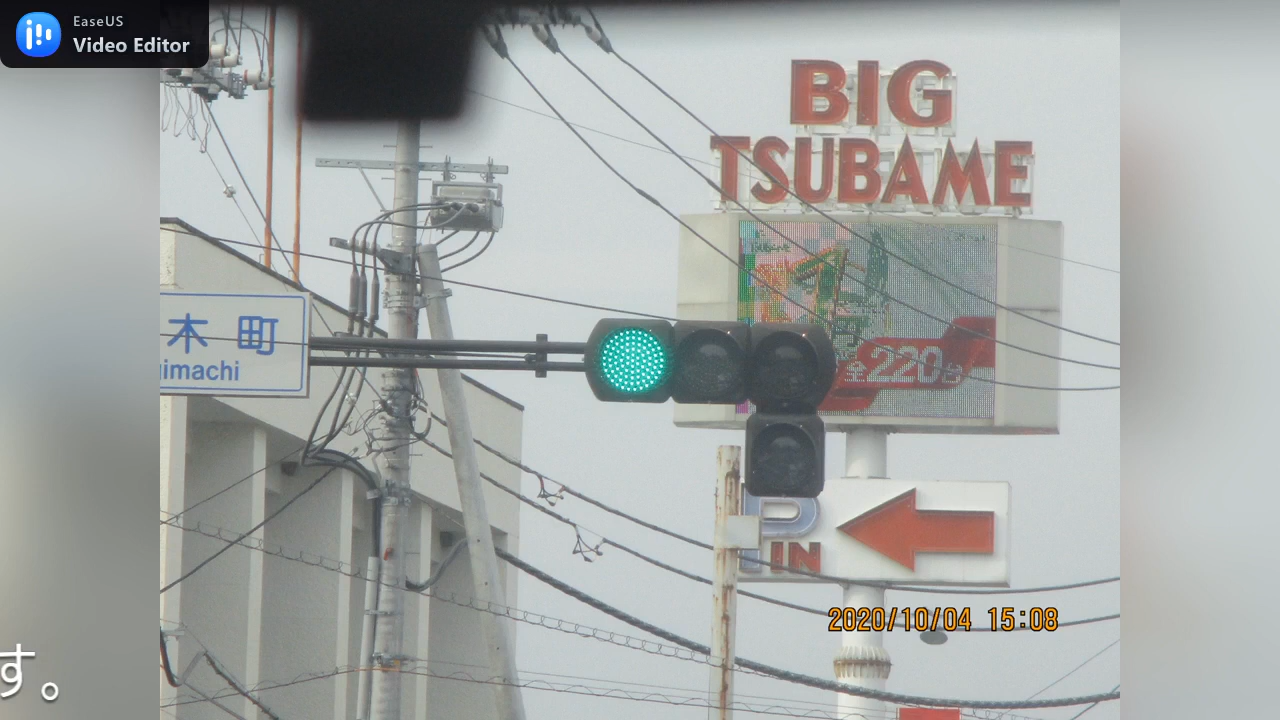 EaseUS
Video Editor
BIG
TSUBAME
木町
imachi
220
P
IN
2020/10/04 15:08
す。